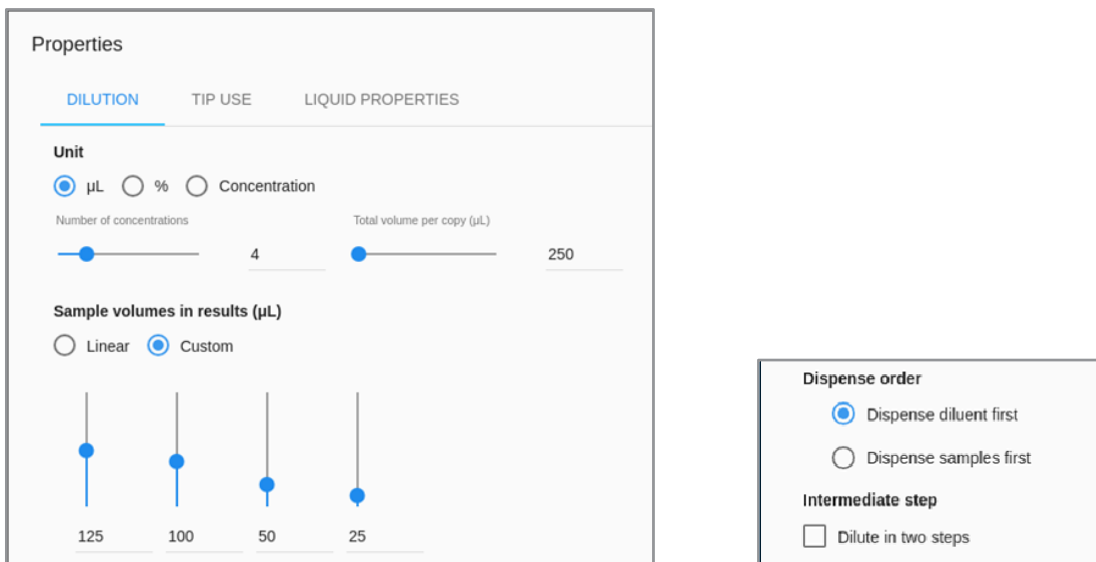 Properties
DILUTION TIP USE LIQUID PROPERTIES
Unit
µL % Concentration
Number of concentrations Total volume per copy (µL)
4 250
Sample volumes in results (µL)
Linear Custom
125 100 50 25
Dispense order
Dispense diluent first
Dispense samples first
Intermediate step
Dilute in two steps